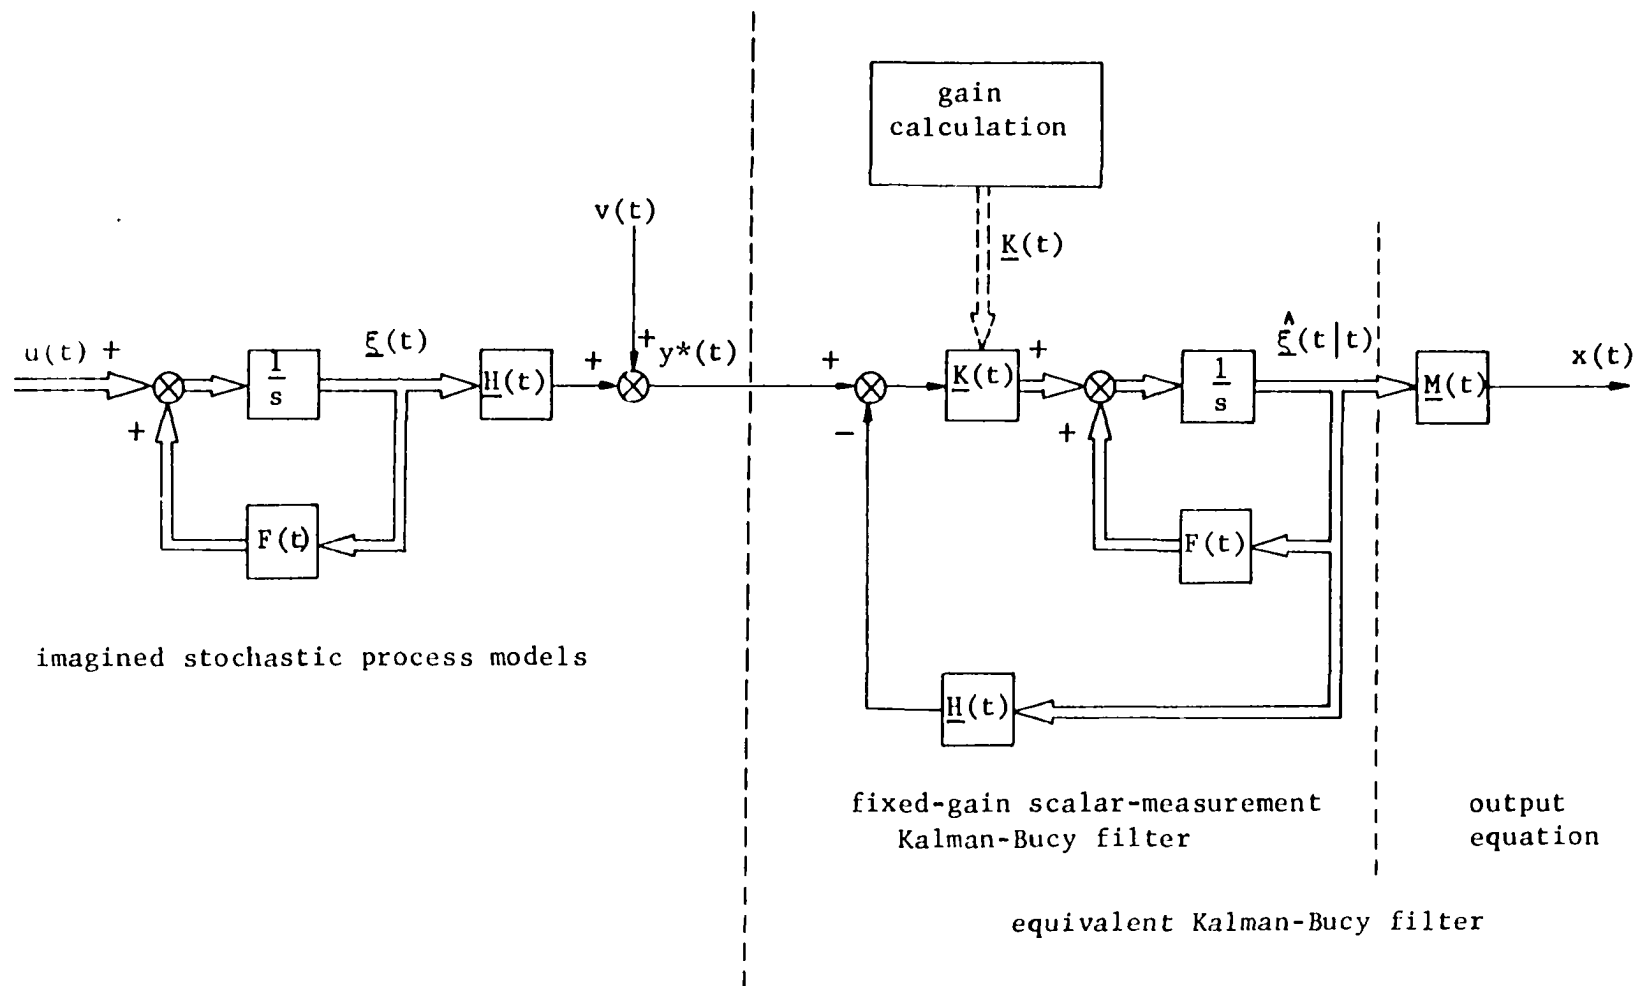 gain
calculation
v(t)
K(t)
u(t) +
+
1
s
ξ(t)
H(t)
+
+
y*(t)
F(t)
+
−
K(t)
+
+
1
s
ξ̂(t|t)
M(t)
x(t)
F(t)
H(t)
imagined stochastic process models
fixed-gain scalar-measurement
Kalman-Bucy filter
output
equation
equivalent Kalman-Bucy filter